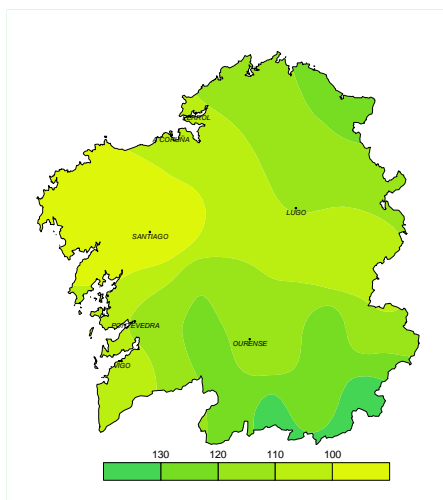 FERROL
CORUÑA
LUGO
SANTIAGO
PONTEVEDRA
OURENSE
VIGO
130 120 110 100